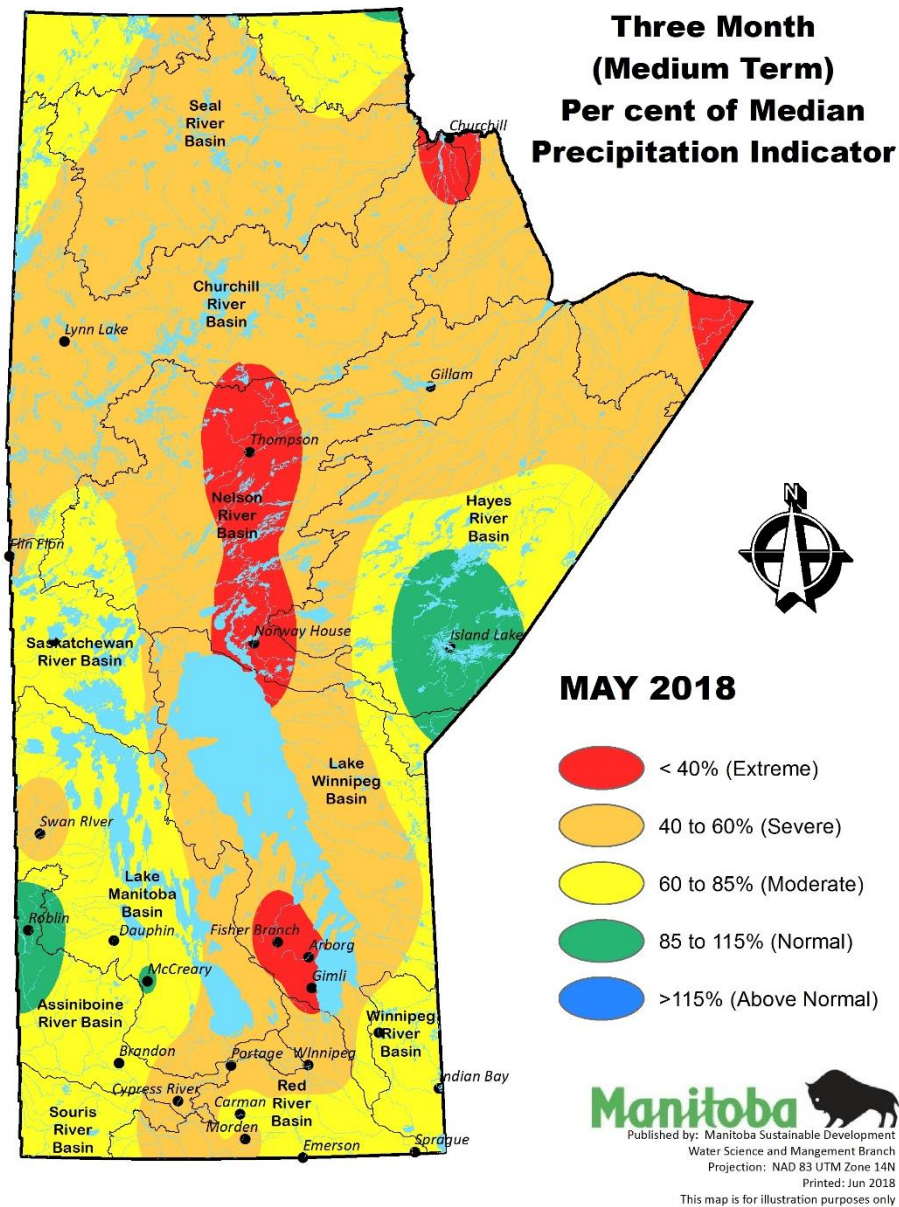 Three Month
(Medium Term)
Per cent of Median
Precipitation Indicator
Seal
River
Basin
Churchill
Churchill
River
Basin
Lynn Lake
Gillam
Thompson
Nelson
River
Basin
Hayes
River
Basin
Flin Flon
Norway House
Island Lake
Saskatchewan
River Basin
N
MAY 2018
Lake
Winnipeg
Basin
< 40% (Extreme)
40 to 60% (Severe)
60 to 85% (Moderate)
85 to 115% (Normal)
>115% (Above Normal)
Swan RIver
Lake
Manitoba
Basin
Roblin
Dauphin
Fisher Branch
Arborg
McCreary
Gimli
Assiniboine
River Basin
Winnipeg
River
Basin
Brandon
Portage
WInnipeg
Indian Bay
Cypress River
Carman
Red
River
Basin
Souris
River
Basin
Morden
Emerson
Sprague
Manitoba
Published by: Manitoba Sustainable Development
Water Science and Mangement Branch
Projection: NAD 83 UTM Zone 14N
Printed: Jun 2018
This map is for illustration purposes only